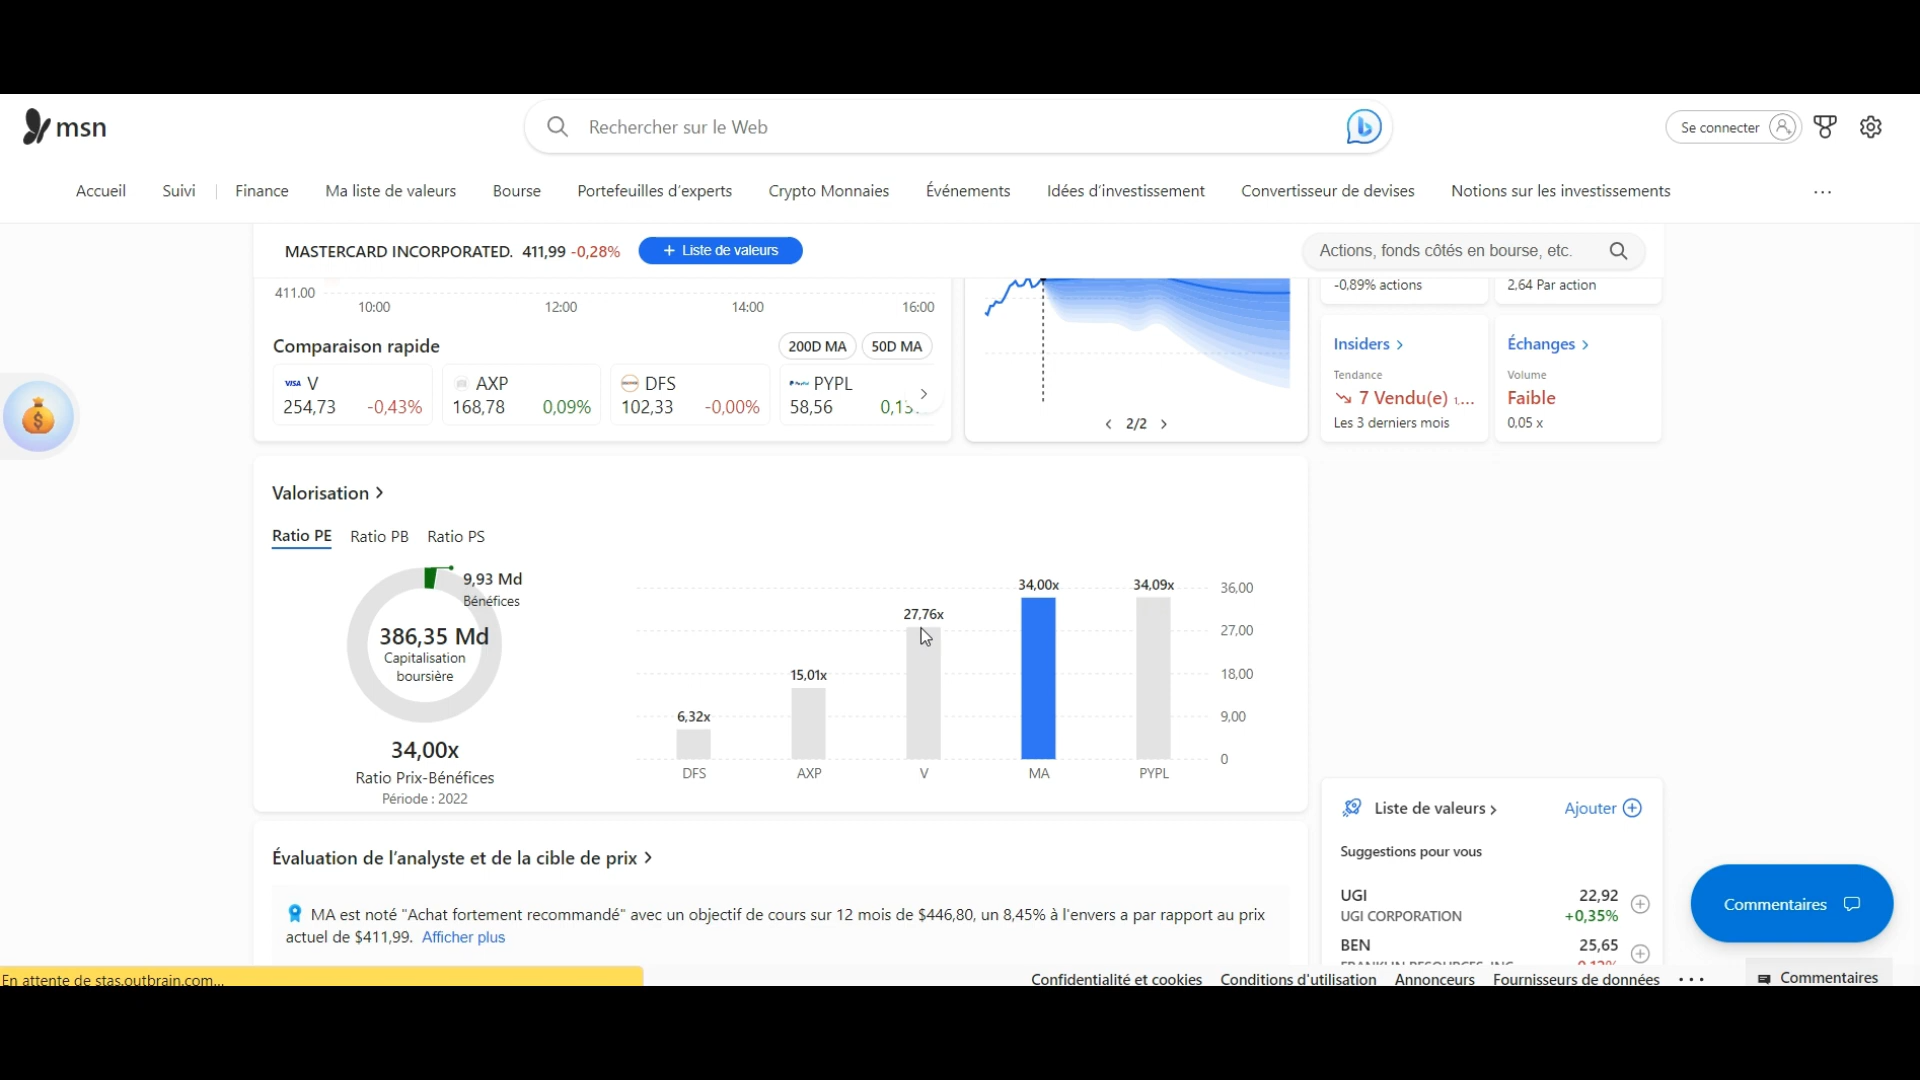 msn
Rechercher sur le Web
Se connecter
Accueil
Suivi
Finance
Ma liste de valeurs
Bourse
Portefeuilles d'experts
Crypto Monnaies
Événements
Idées d'investissement
Convertisseur de devises
Notions sur les investissements
MASTERCARD INCORPORATED. 411,99 -0,28%
+ Liste de valeurs
Actions, fonds côtés en bourse, etc.
411.00
10:00 12:00 14:00 16:00
Comparaison rapide
200D MA
50D MA
VISA V
254,73 -0,43%
AXP
168,78 0,09%
DFS
102,33 -0,00%
PYPL
58,56
2/2
-0,89% actions
2,64 Par action
Insiders
Tendance
7 Vendu(e)
Les 3 derniers mois
Échanges
Volume
Faible
0,05 x
Valorisation
Ratio PE
Ratio PB
Ratio PS
9,93 Md
Bénéfices
386,35 Md
Capitalisation
boursière
34,00x
Ratio Prix-Bénéfices
Période : 2022
6,32x
15,01x
27,76x
34,00x
34,09x
DFS AXP V MA PYPL
36,00
27,00
18,00
9,00
0
Évaluation de l'analyste et de la cible de prix
MA est noté "Achat fortement recommandé" avec un objectif de cours sur 12 mois de $446,80, un 8,45% à l'envers a par rapport au prix
actuel de $411,99. Afficher plus
Liste de valeurs
Ajouter
Suggestions pour vous
UGI 22,92
UGI CORPORATION +0,35%
BEN 25,65
Commentaires
En attente de stas.outbrain.com...
Confidentialité et cookies
Conditions d'utilisation
Annonceurs
Fournisseurs de données
Commentaires